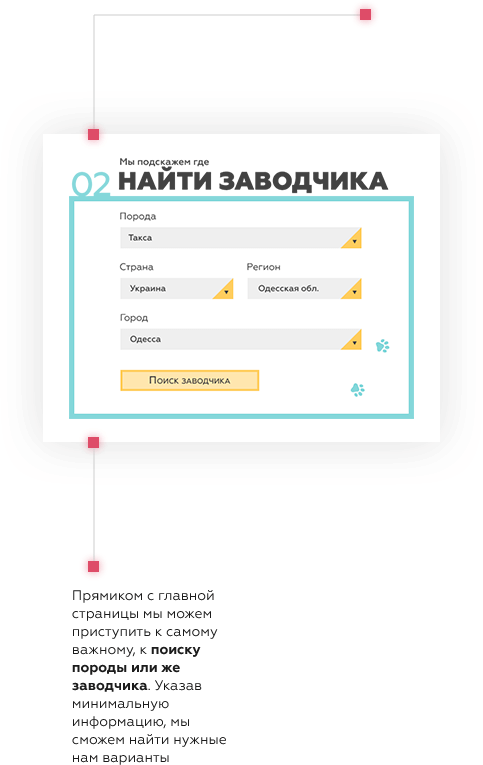 Мы подскажем где
02 НАЙТИ ЗАВОДЧИКА
Порода
Такса
Страна Регион
Украина Одесская обл.
Город
Одесса
Поиск заводчика
Прямиком с главной
страницы мы можем
приступить к самому
важному, к поиску
породы или же
заводчика. Указав
минимальную
информацию, мы
сможем найти нужные
нам варианты